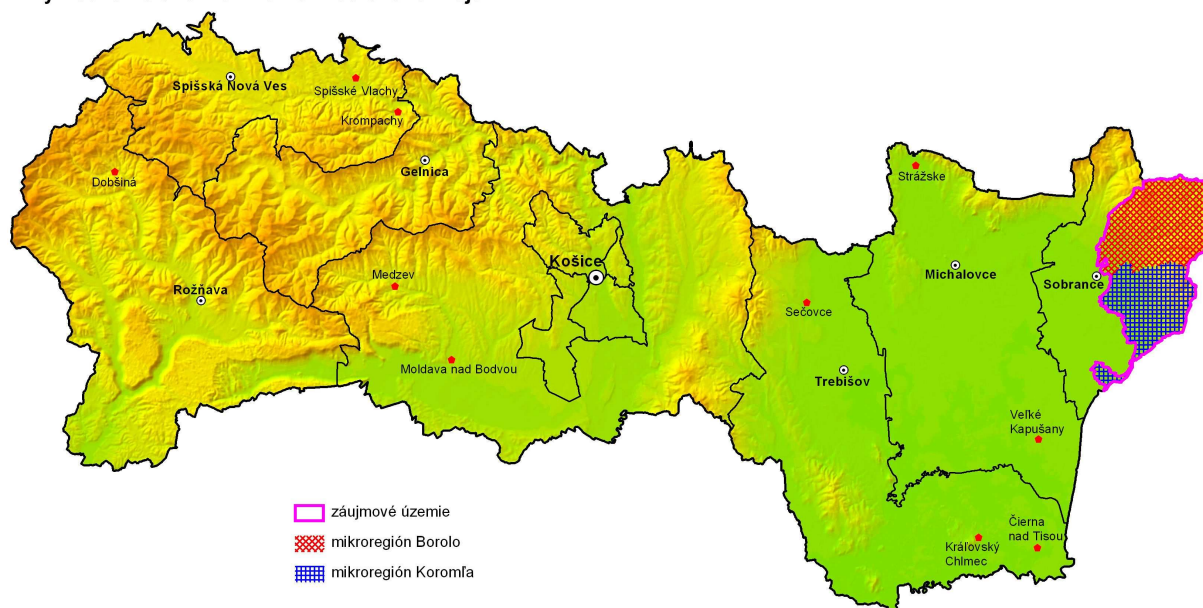 Spišská Nová Ves
Spišské Vlachy
Krompachy
Gelnica
Dobšiná
Strážske
Košice
Michalovce
Sobrance
Medzev
Rožňava
Sečovce
Moldava nad Bodvou
Trebišov
Veľké
Kapušany
Čierna
nad Tisou
Kráľovský
Chlmec
záujmové územie
mikroregión Borolo
mikroregión Koromľa